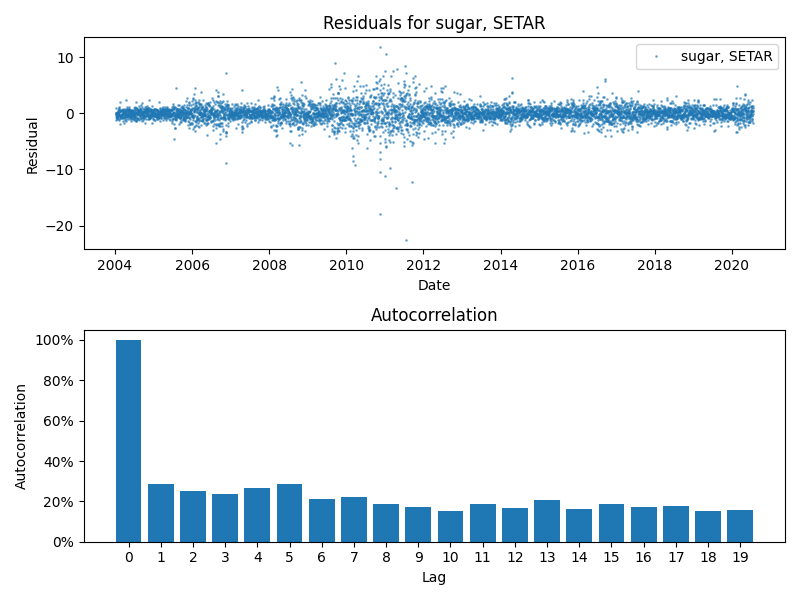 Residuals for sugar, SETAR
10
0
−10
−20
Residual
sugar, SETAR
2004 2006 2008 2010 2012 2014 2016 2018 2020
Date
Autocorrelation
100%
80%
60%
40%
20%
0%
Autocorrelation
0 1 2 3 4 5 6 7 8 9 10 11 12 13 14 15 16 17 18 19
Lag